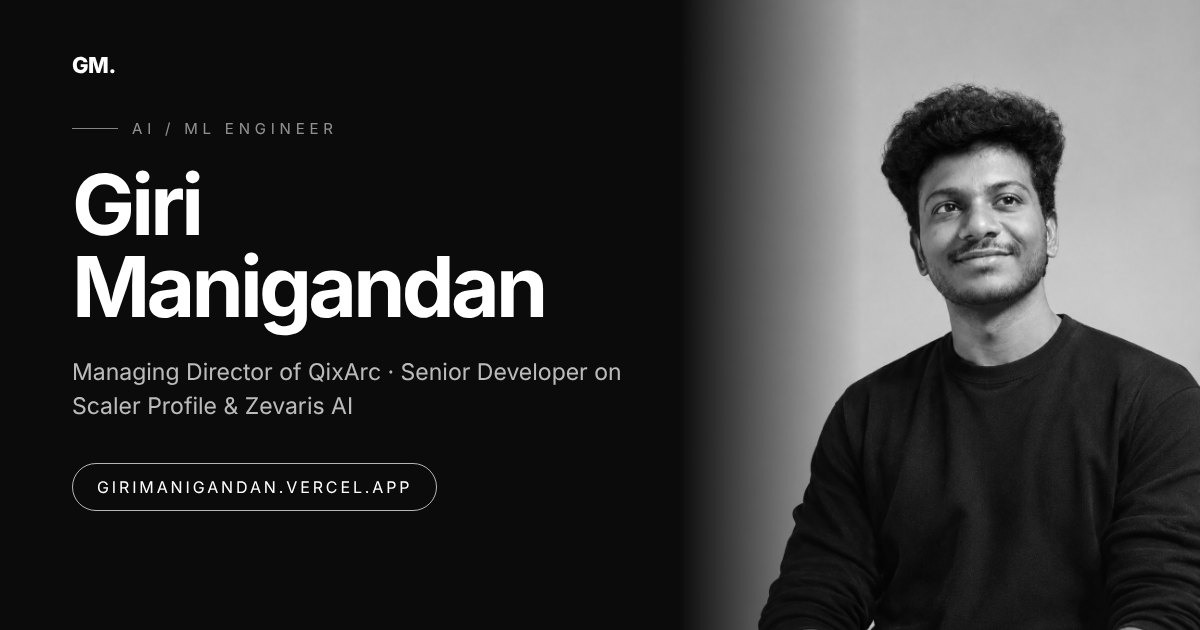 GM.
AI / ML ENGINEER
Giri
Manigandan
Managing Director of QixArc · Senior Developer on
Scaler Profile & Zevaris AI
GIRIMANIGANDAN.VERCEL.APP